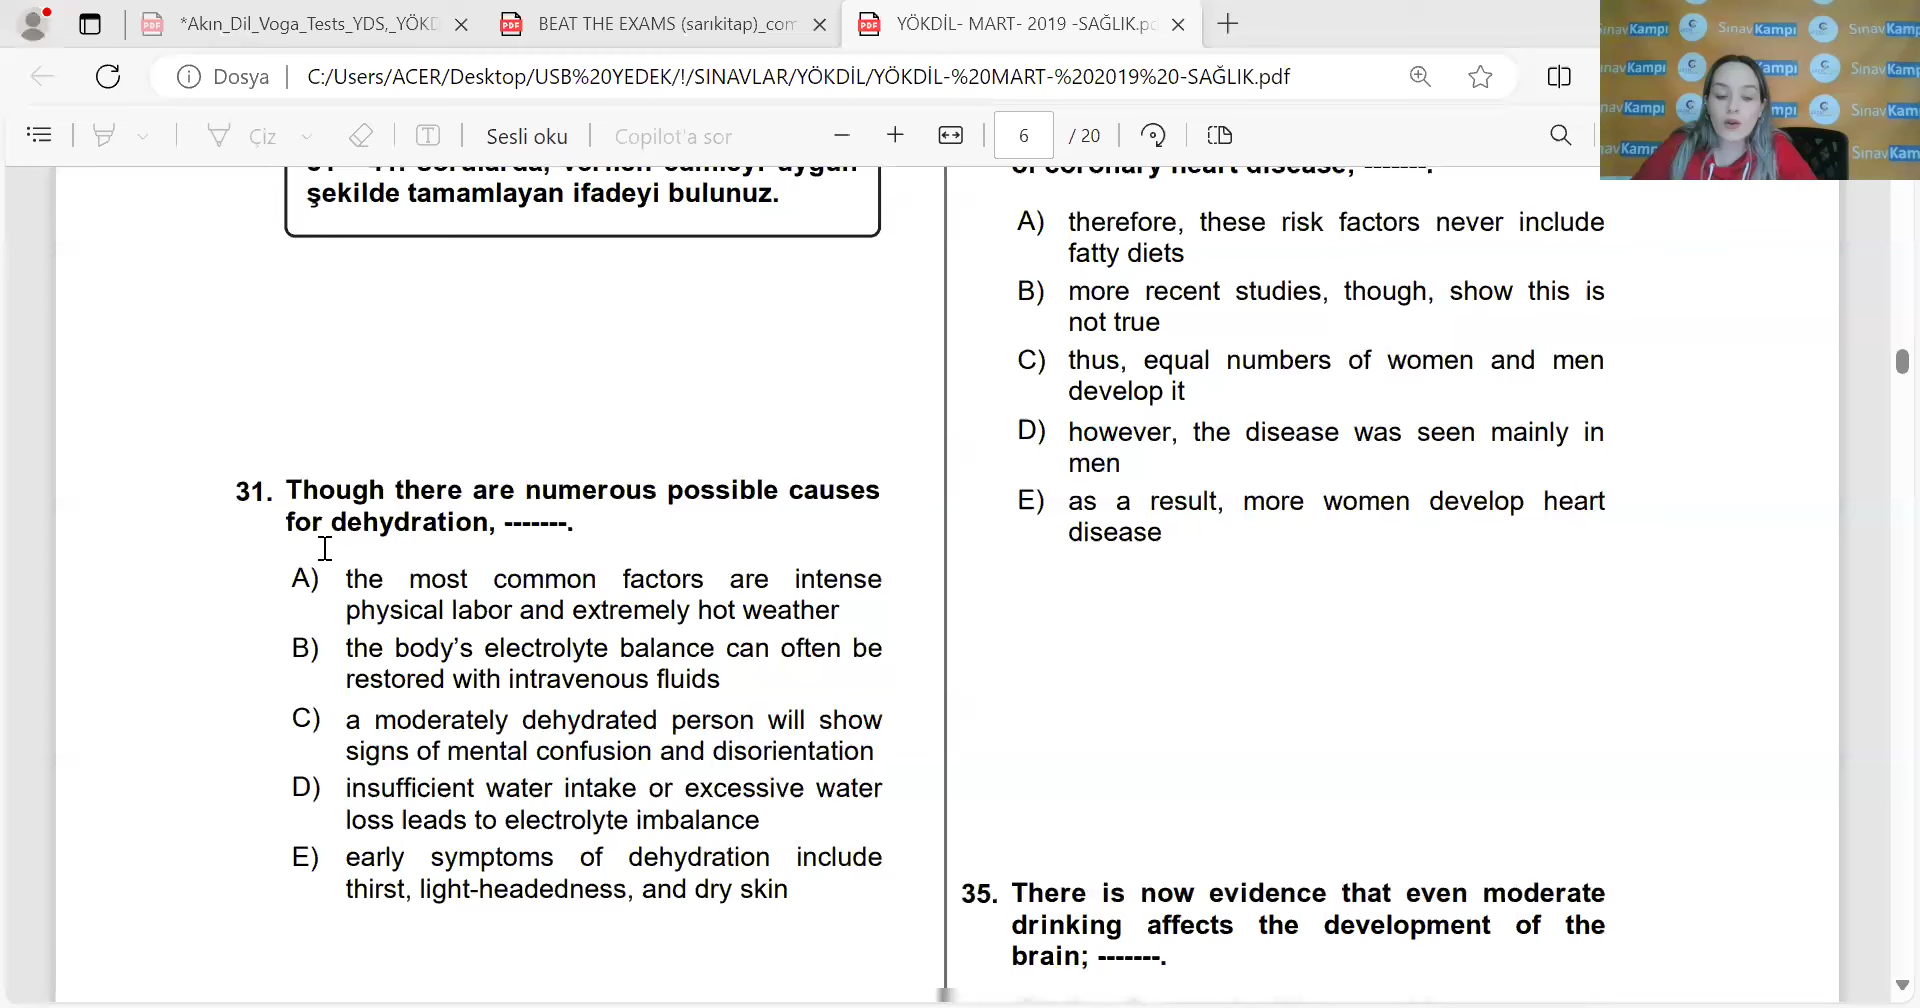 *Akın_Dil_Voga_Tests_YDS,_YÖKD
BEAT THE EXAMS (sarıkitap)_com
YÖKDİL- MART- 2019 -SAĞLIK.pd
Dosya
C:/Users/ACER/Desktop/USB%20YEDEK/!/SINAVLAR/YÖKDİL/YÖKDİL-%20MART-%202019%20-SAĞLIK.pdf
Çiz
Sesli oku
Copilot'a sor
6
/ 20
şekilde tamamlayan ifadeyi bulunuz.
31. Though there are numerous possible causes
for dehydration, -------.
A) the most common factors are intense
physical labor and extremely hot weather
B) the body's electrolyte balance can often be
restored with intravenous fluids
C) a moderately dehydrated person will show
signs of mental confusion and disorientation
D) insufficient water intake or excessive water
loss leads to electrolyte imbalance
E) early symptoms of dehydration include
thirst, light-headedness, and dry skin
of coronary heart disease, -------.
A) therefore, these risk factors never include
fatty diets
B) more recent studies, though, show this is
not true
C) thus, equal numbers of women and men
develop it
D) however, the disease was seen mainly in
men
E) as a result, more women develop heart
disease
35. There is now evidence that even moderate
drinking affects the development of the
brain; -------.
SınavKampı